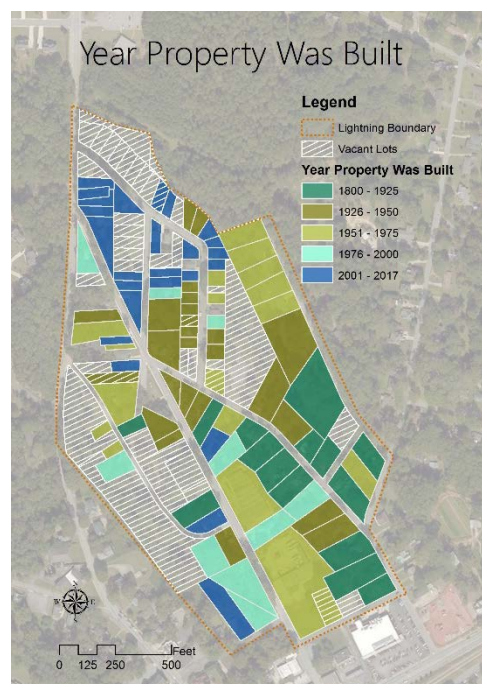 Year Property Was Built
Legend
Lightning Boundary
Vacant Lots
Year Property Was Built
1800 - 1925
1926 - 1950
1951 - 1975
1976 - 2000
2001 - 2017
W E
Feet
0 125 250 500